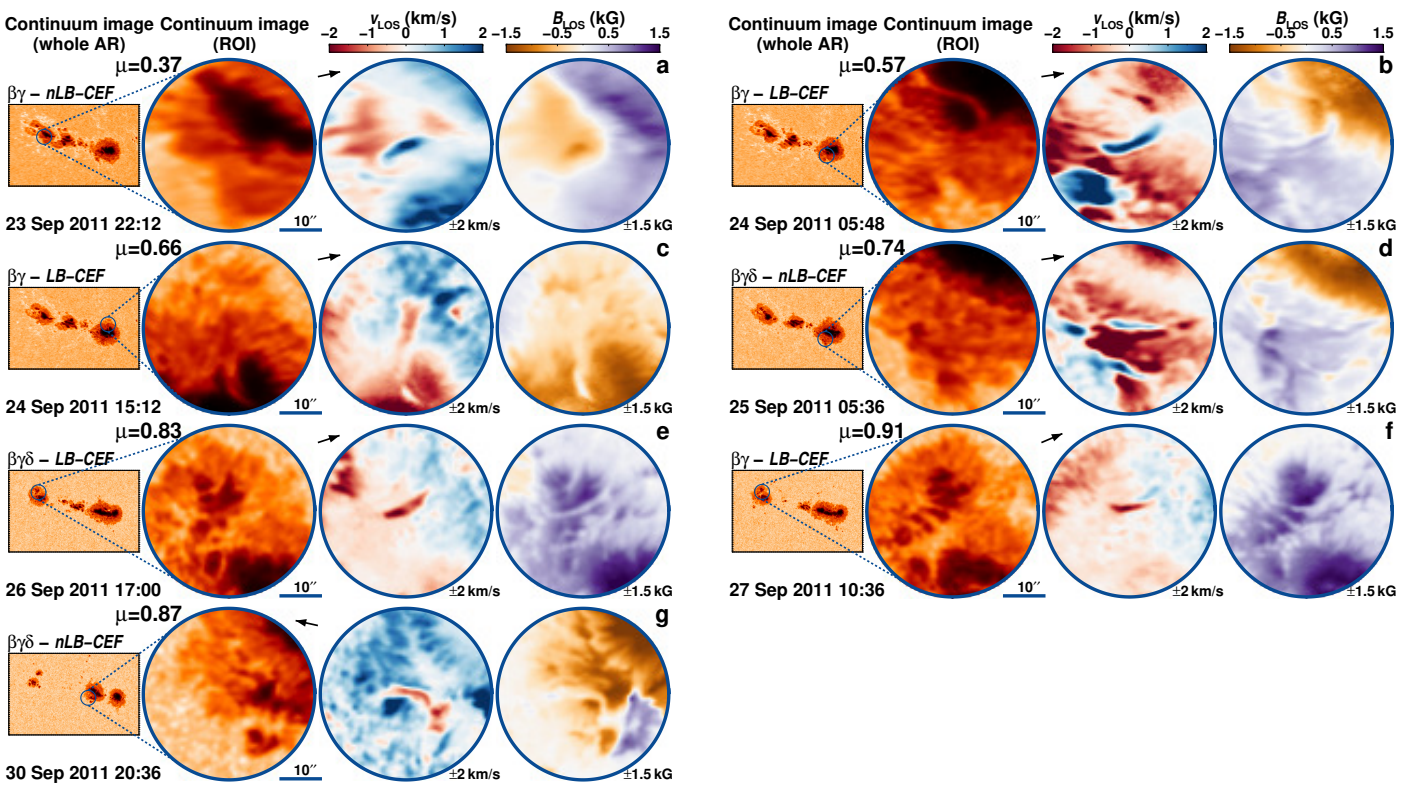 Continuum image (whole AR) Continuum image (ROI) v_LOS (km/s) B_LOS (kG)
−2 −1 0 1 2 −1.5 −0.5 0.5 1.5
μ=0.37 a
βγ − nLB−CEF
23 Sep 2011 22:12 10″ ±2 km/s ±1.5 kG
Continuum image (whole AR) Continuum image (ROI) v_LOS (km/s) B_LOS (kG)
−2 −1 0 1 2 −1.5 −0.5 0.5 1.5
μ=0.57 b
βγ − LB−CEF
24 Sep 2011 05:48 10″ ±2 km/s ±1.5 kG
μ=0.66 c
βγ − LB−CEF
24 Sep 2011 15:12 10″ ±2 km/s ±1.5 kG
μ=0.74 d
βγδ − nLB−CEF
25 Sep 2011 05:36 10″ ±2 km/s ±1.5 kG
μ=0.83 e
βγδ − LB−CEF
26 Sep 2011 17:00 10″ ±2 km/s ±1.5 kG
μ=0.91 f
βγ − LB−CEF
27 Sep 2011 10:36 10″ ±2 km/s ±1.5 kG
μ=0.87 g
βγδ − nLB−CEF
30 Sep 2011 20:36 10″ ±2 km/s ±1.5 kG